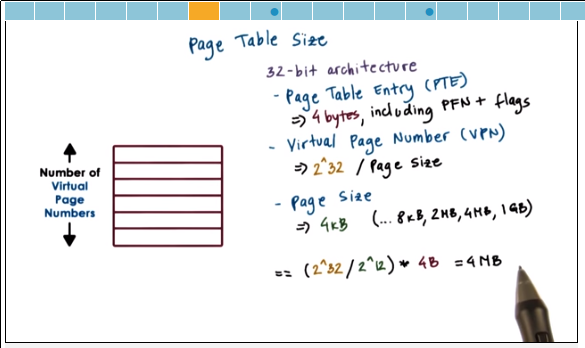 Page Table Size
32-bit architecture
- Page Table Entry (PTE)
=> 4 bytes, including PFN + flags
- Virtual Page Number (VPN)
=> 2^32 / Page Size
- Page Size
=> 4kB (... 8kB, 2MB, 4MB, 1GB)
== (2^32/2^12) * 4B = 4MB
Number of
Virtual
Page
Numbers